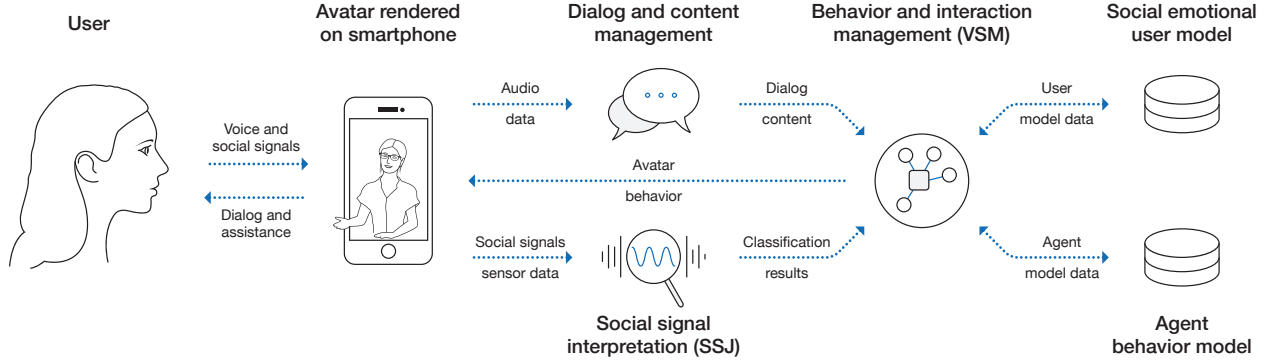 User
Avatar rendered
on smartphone
Dialog and content
management
Behavior and interaction
management (VSM)
Social emotional
user model
Voice and
social signals
Dialog and
assistance
Audio
data
Dialog
content
User
model data
Avatar
behavior
Social signals
sensor data
Classification
results
Agent
model data
Social signal
interpretation (SSJ)
Agent
behavior model